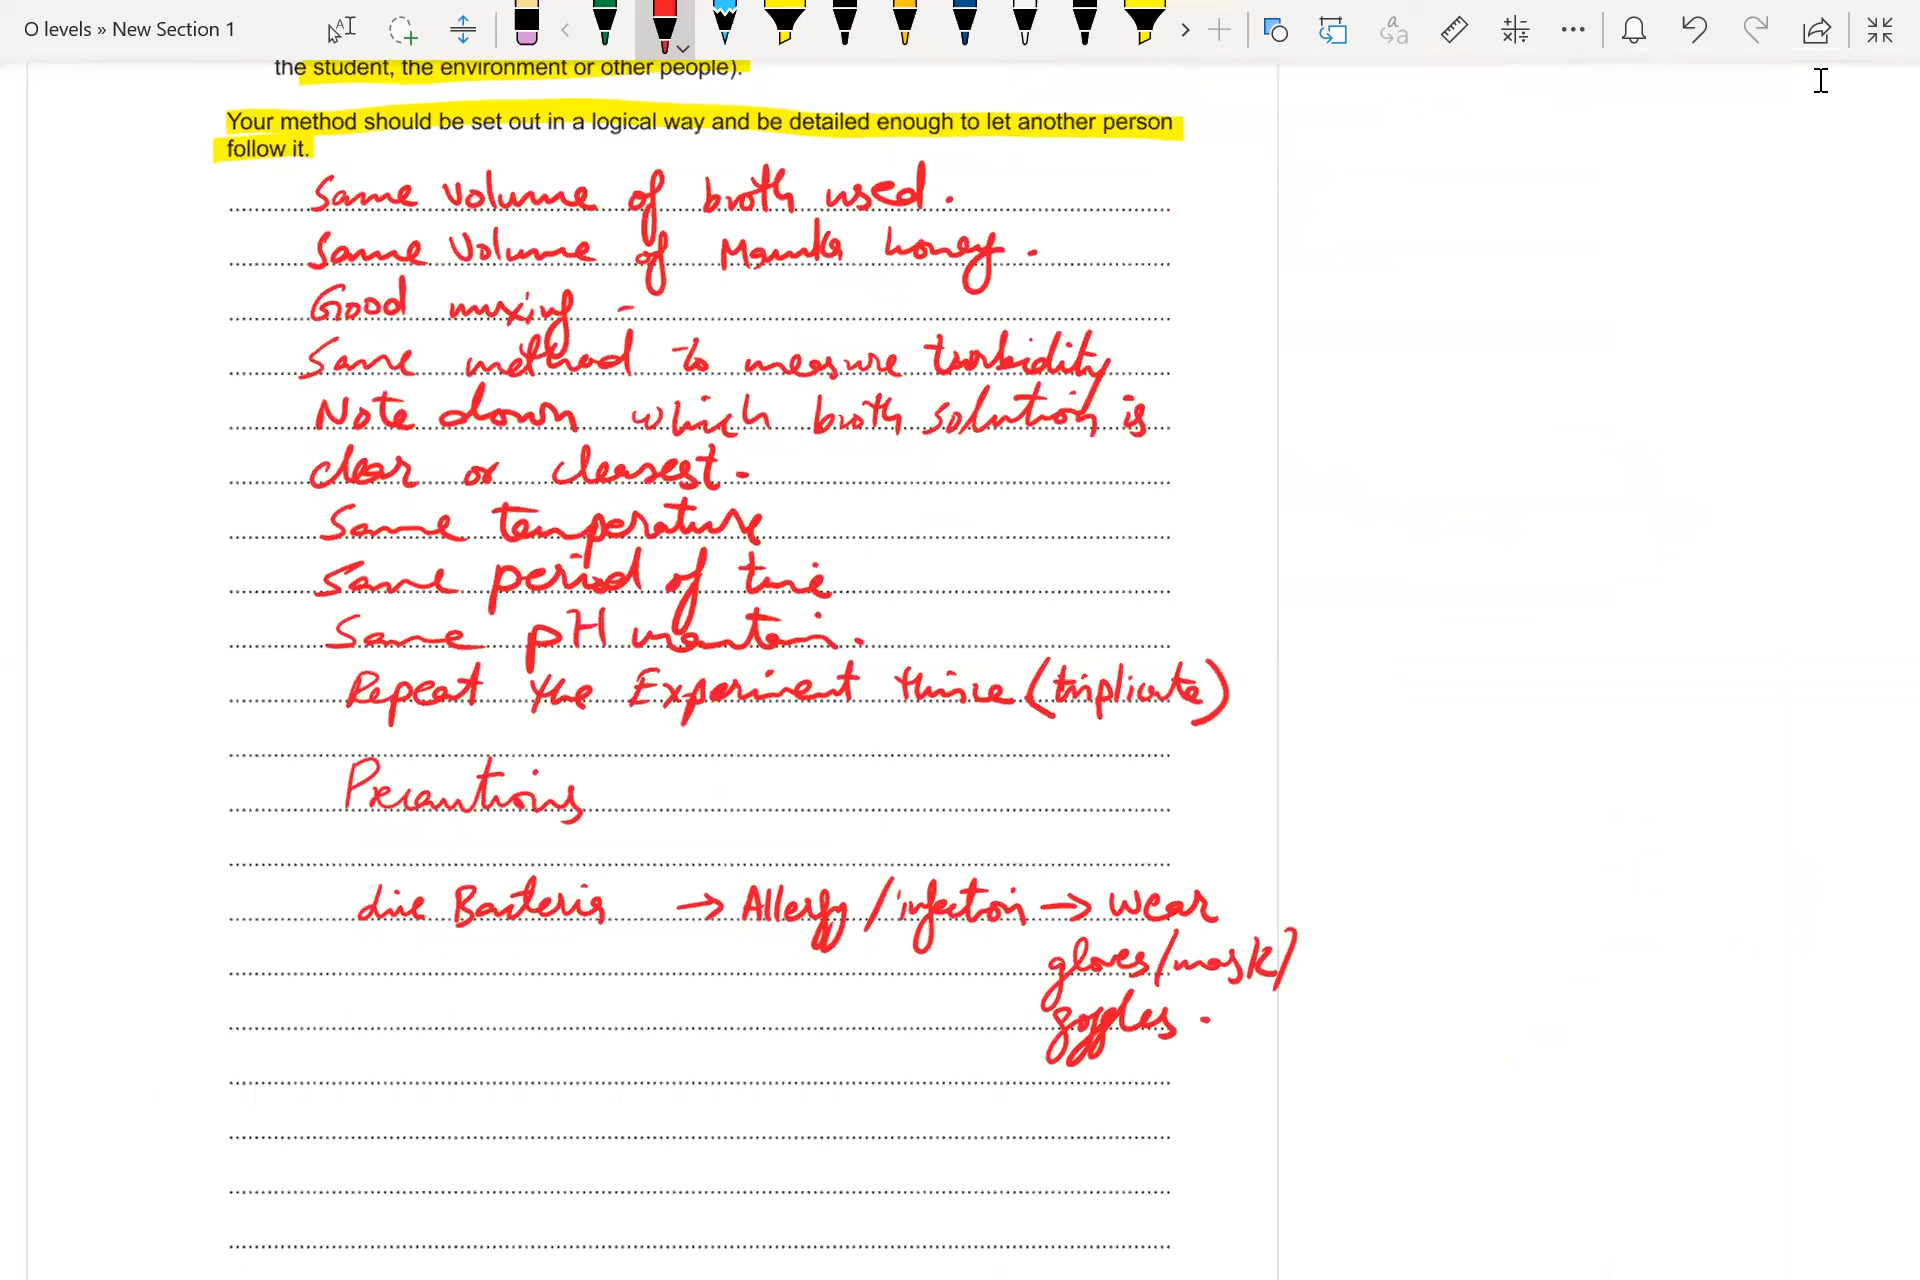 O levels » New Section 1
the student, the environment or other people).
Your method should be set out in a logical way and be detailed enough to let another person
follow it.
Same volume of broth used.
Same Volume of Manuka honey.
Good mixing -
Same method to measure turbidity
Note down which broth solution is
clear or clearest.
Same temperature
Same period of time
Same pH maintain.
Repeat the Experiment thrice (triplicate)
Precautions
Live Bacteria → Allergy / infection → Wear
gloves/mask/
goggles.